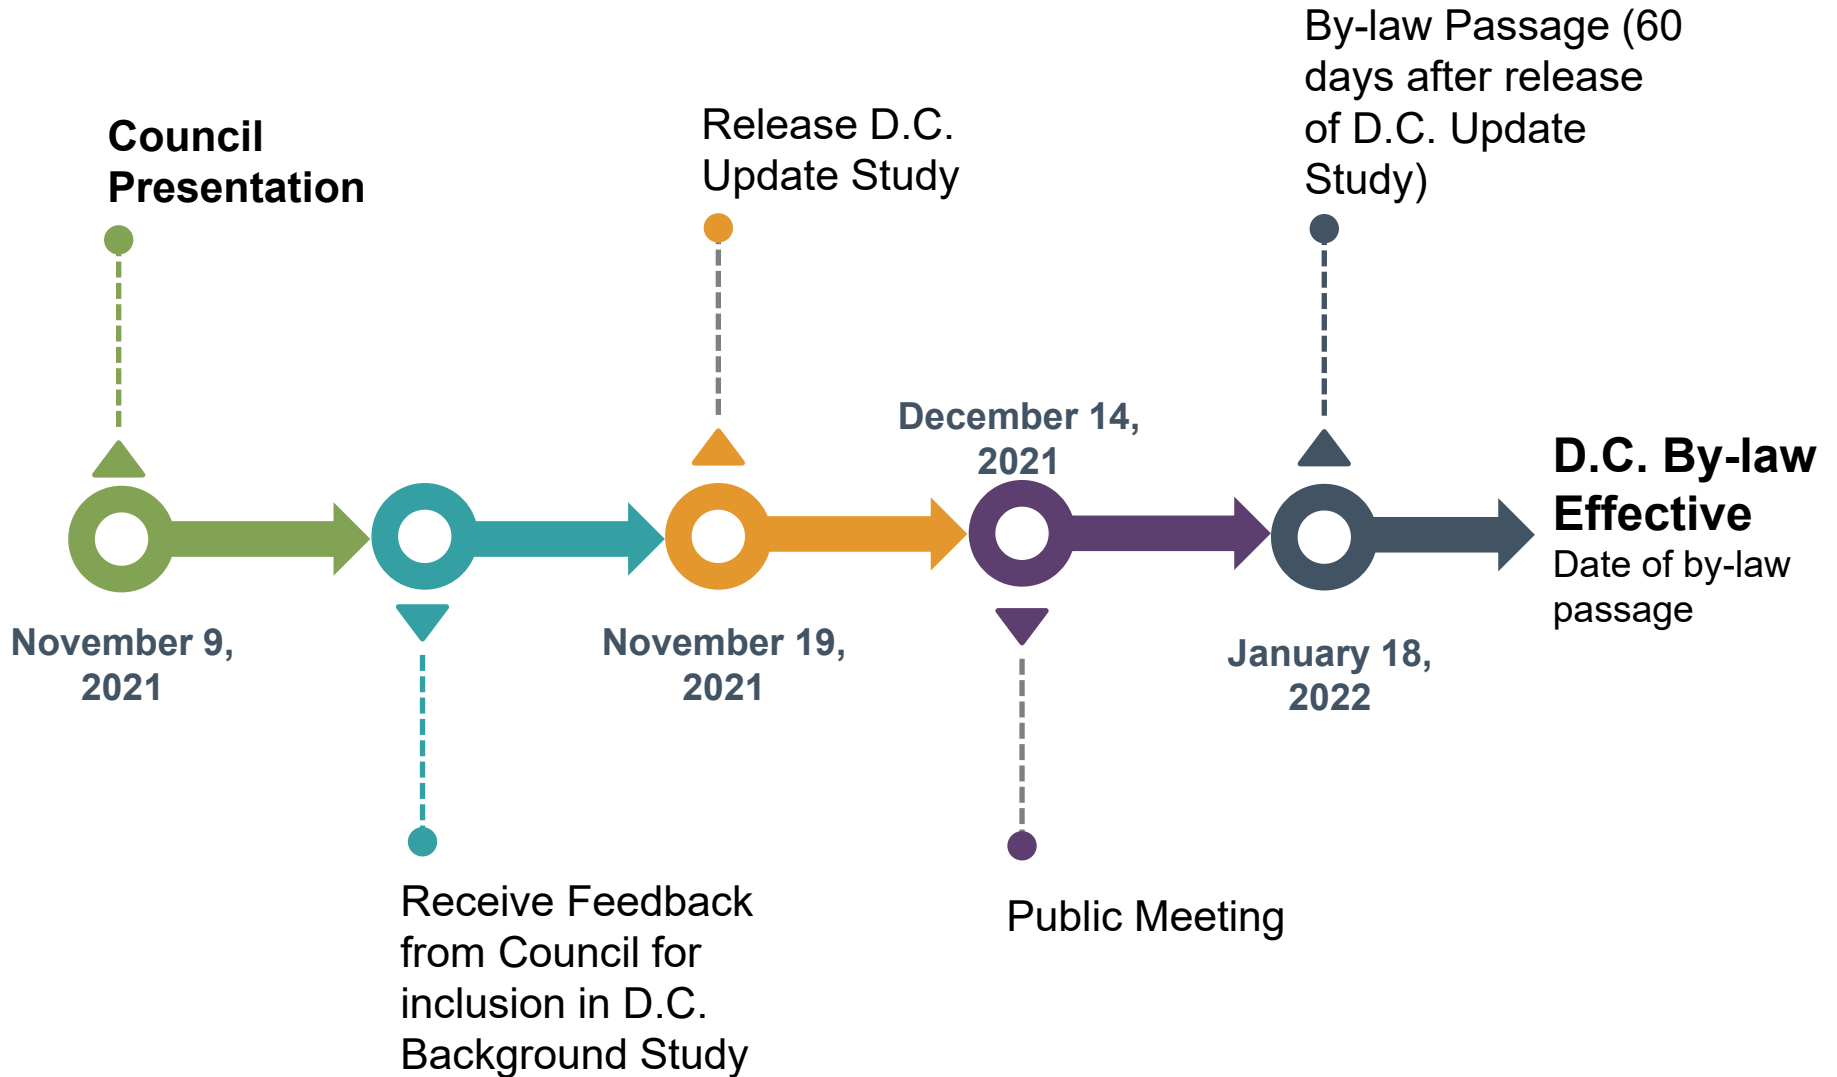 Council
Presentation
November 9,
2021
Receive Feedback
from Council for
inclusion in D.C.
Background Study
Release D.C.
Update Study
November 19,
2021
December 14,
2021
Public Meeting
By-law Passage (60
days after release
of D.C. Update
Study)
January 18,
2022
D.C. By-law
Effective
Date of by-law
passage